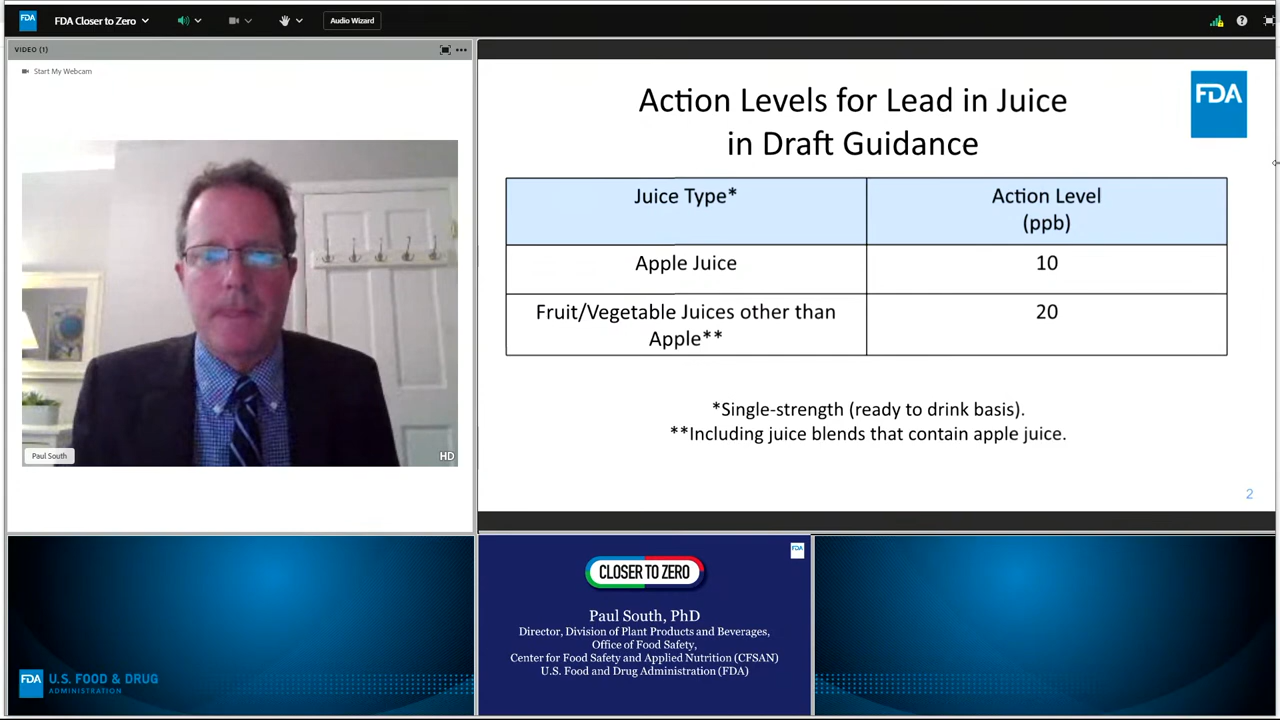 FDA
FDA Closer to Zero
Audio Wizard
VIDEO (1)
Start My Webcam
Paul South
HD
Action Levels for Lead in Juice
in Draft Guidance
FDA
Juice Type*
Action Level
(ppb)
Apple Juice
10
Fruit/Vegetable Juices other than
Apple**
20
*Single-strength (ready to drink basis).
**Including juice blends that contain apple juice.
2
FDA U.S. FOOD & DRUG
ADMINISTRATION
FDA
CLOSER TO ZERO
Paul South, PhD
Director, Division of Plant Products and Beverages,
Office of Food Safety,
Center for Food Safety and Applied Nutrition (CFSAN)
U.S. Food and Drug Administration (FDA)